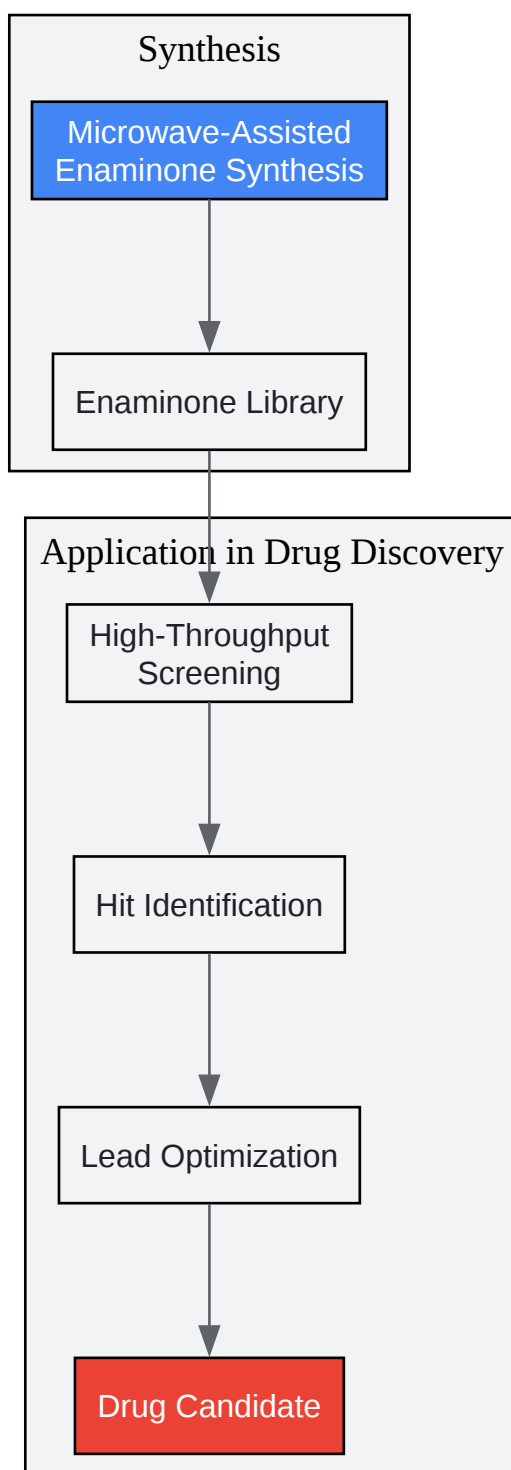 Synthesis
Microwave-Assisted
Enaminone Synthesis
Enaminone Library
Application in Drug Discovery
High-Throughput
Screening
Hit Identification
Lead Optimization
Drug Candidate